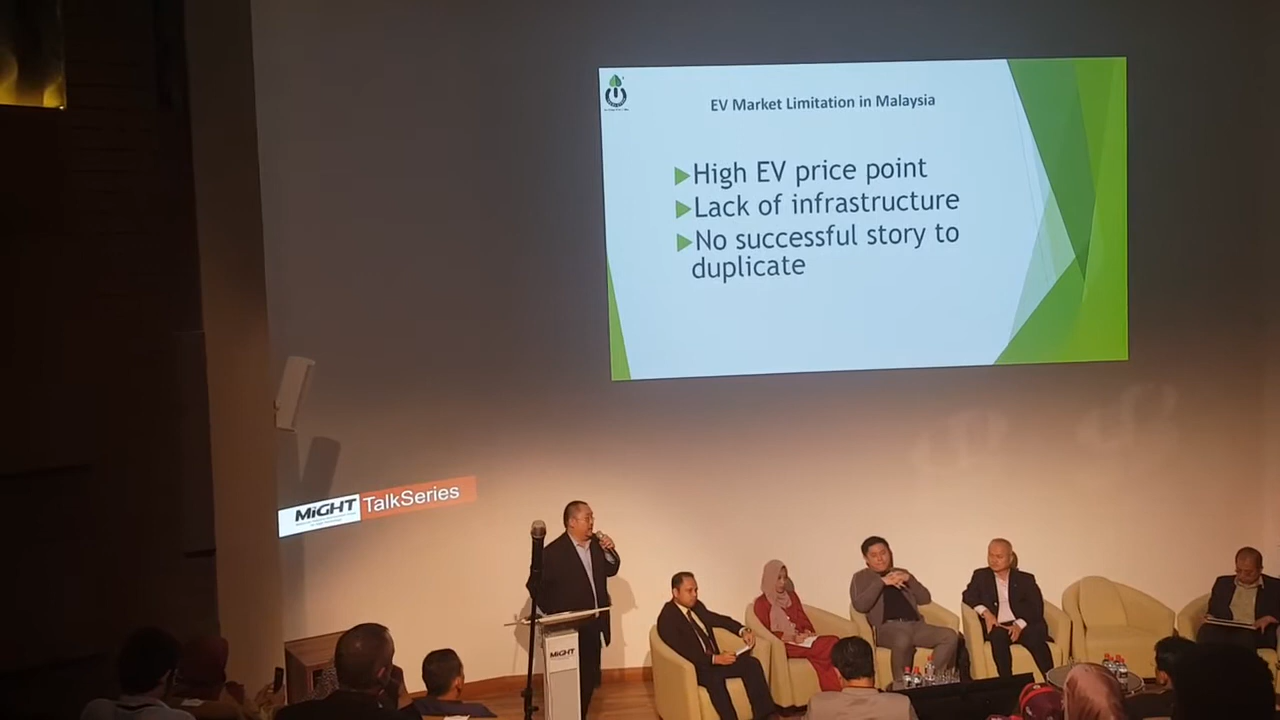 EV Market Limitation in Malaysia
High EV price point
Lack of infrastructure
No successful story to
duplicate
MiGHT TalkSeries
MiGHT